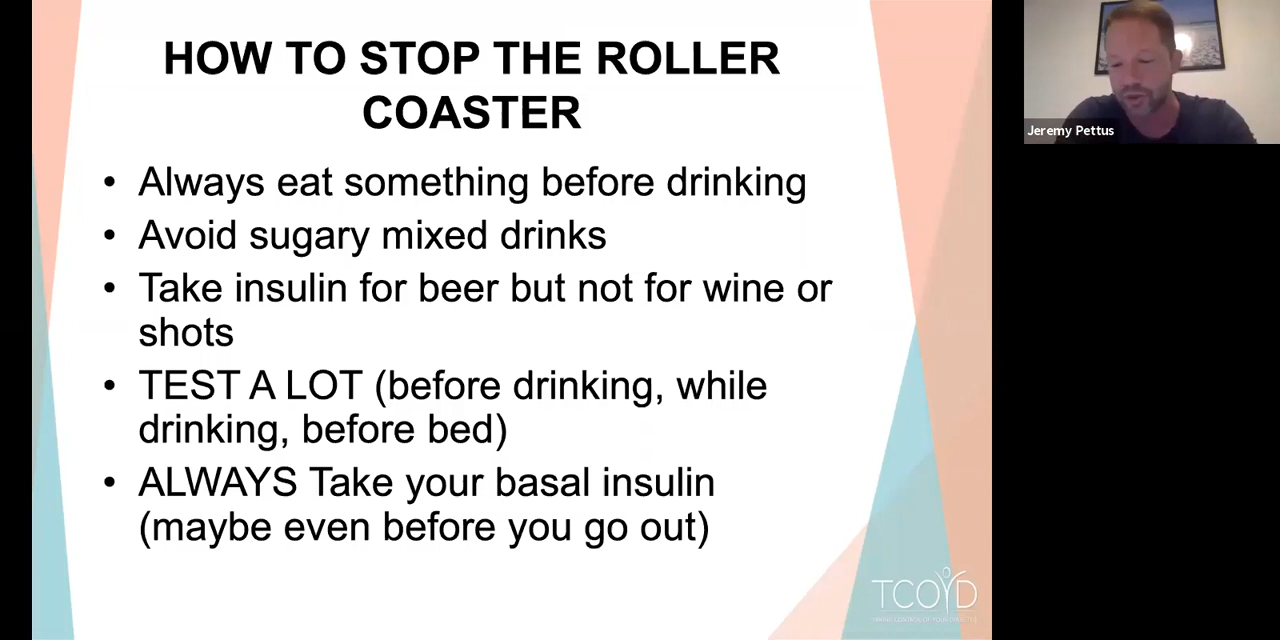 HOW TO STOP THE ROLLER
COASTER
• Always eat something before drinking
• Avoid sugary mixed drinks
• Take insulin for beer but not for wine or
shots
• TEST A LOT (before drinking, while
drinking, before bed)
• ALWAYS Take your basal insulin
(maybe even before you go out)
TCOYD
Jeremy Pettus